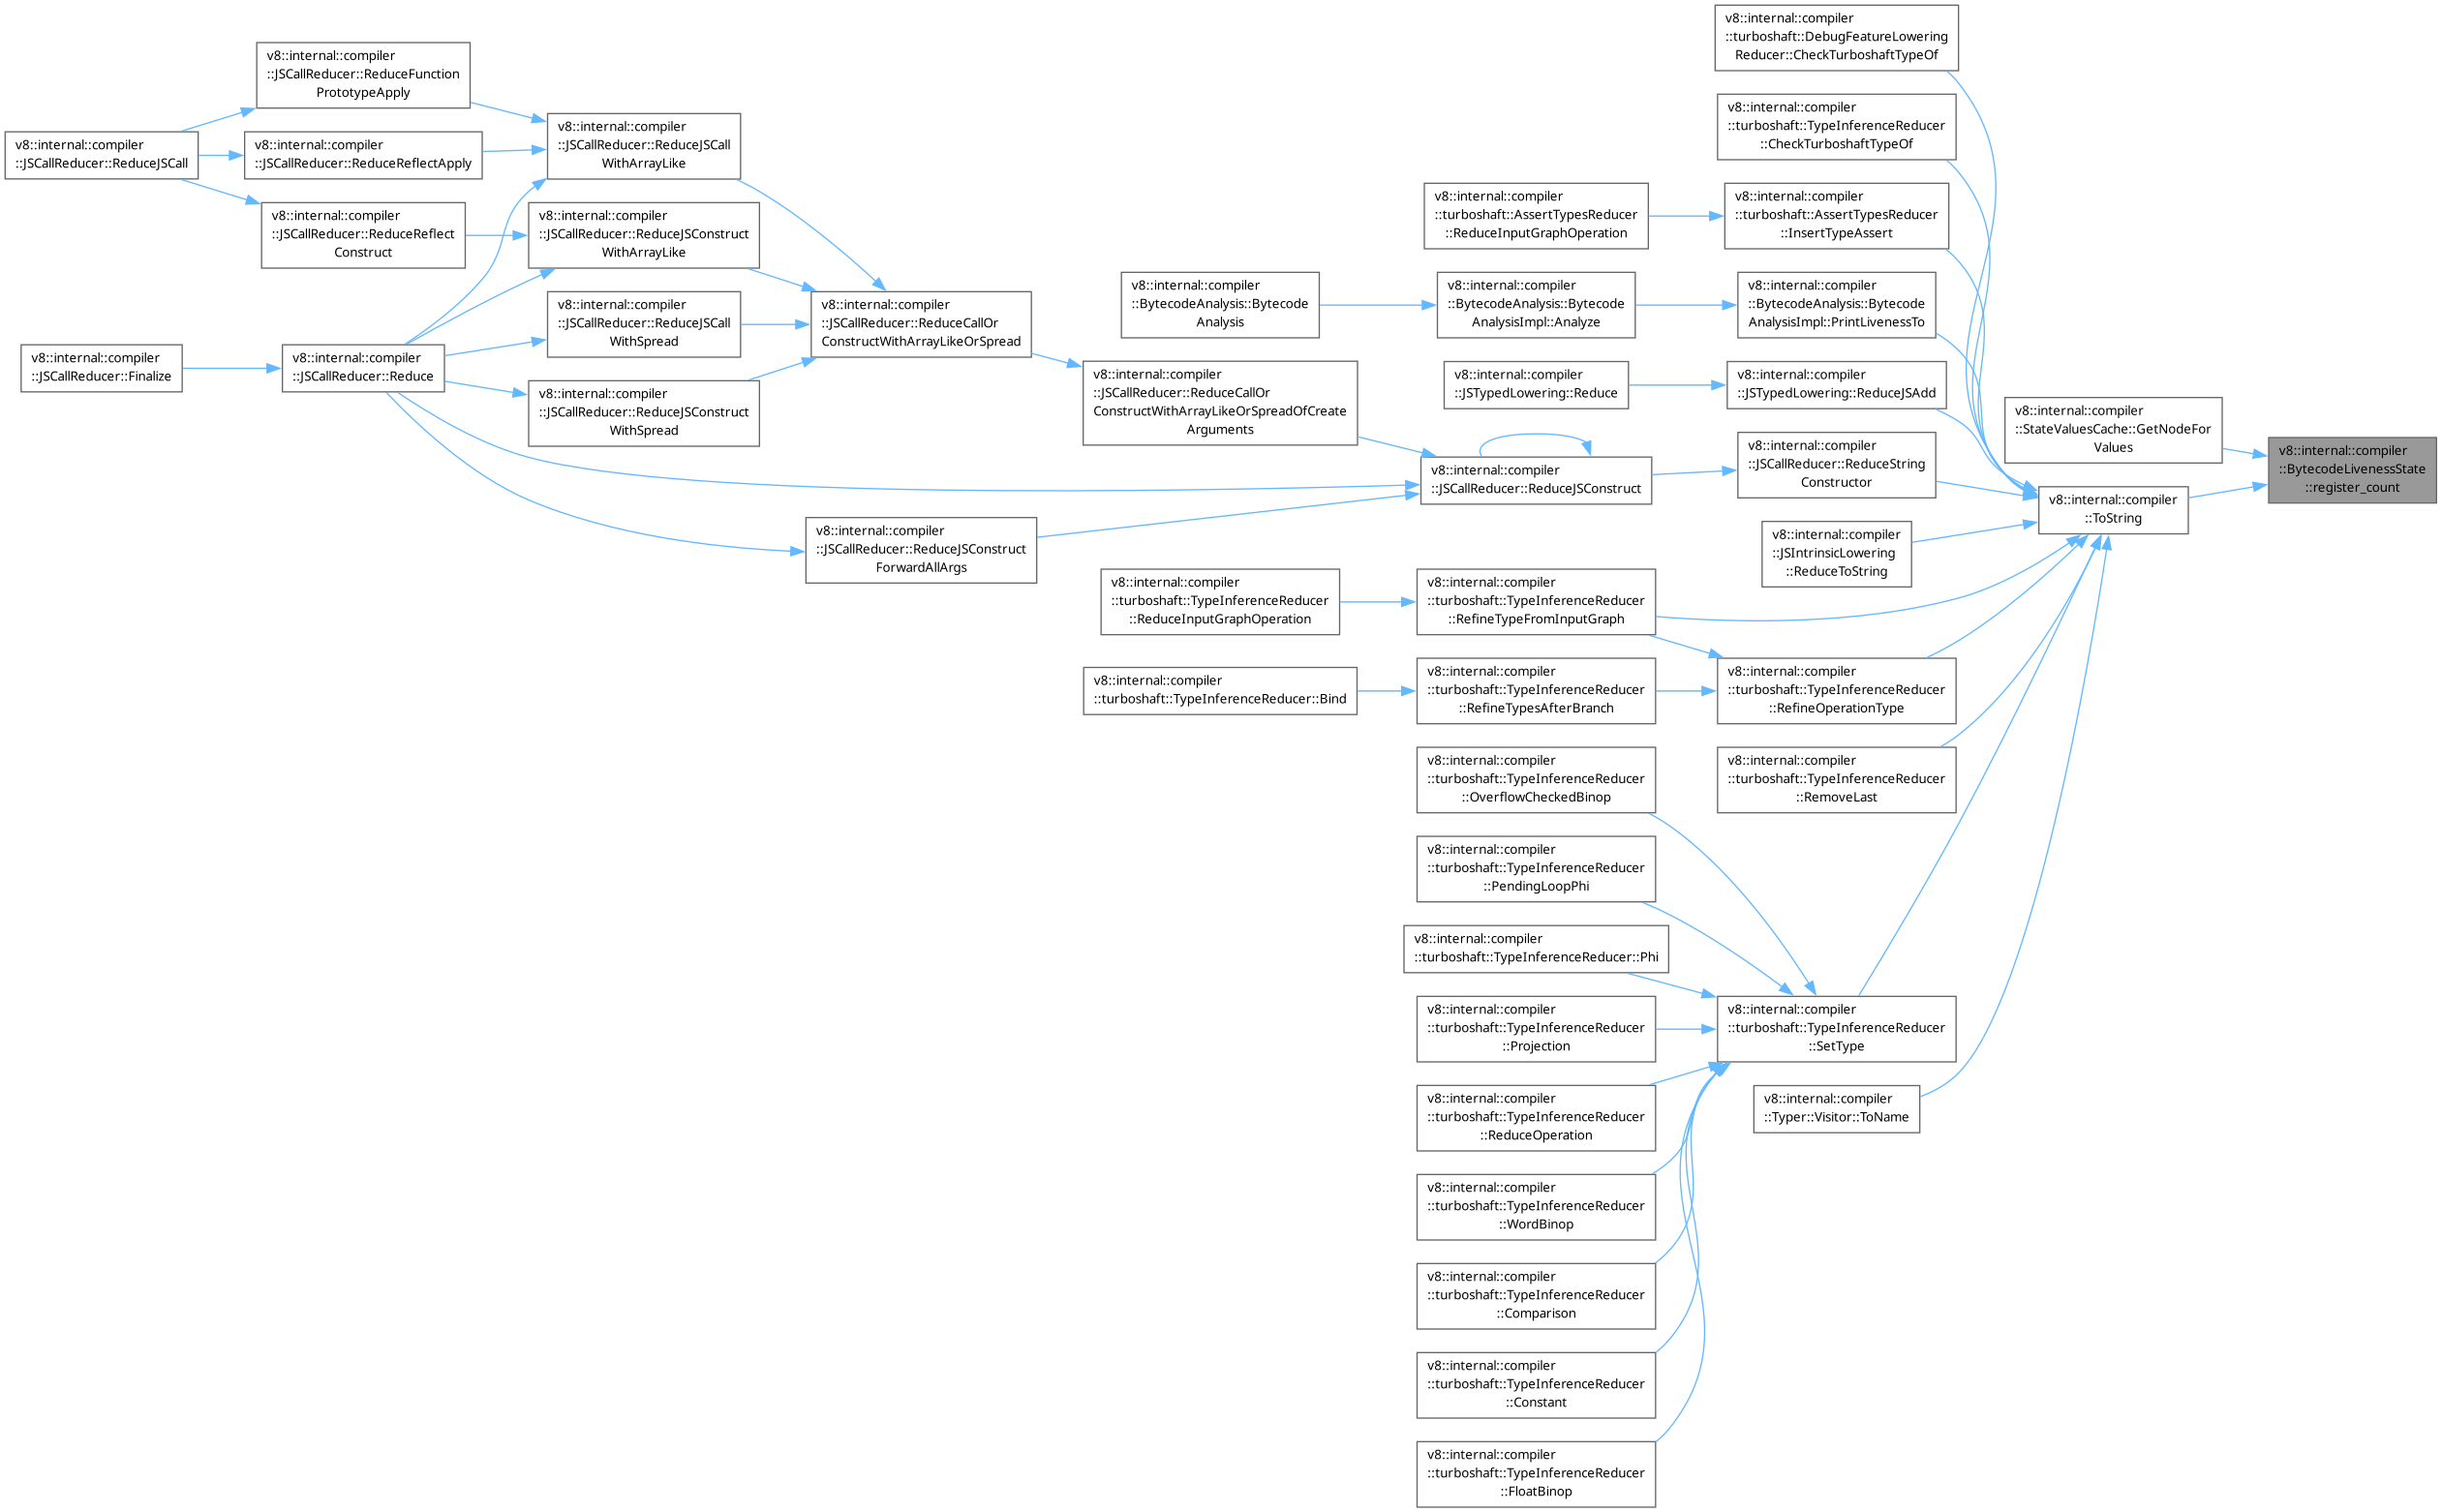 v8::internal::compiler
::JSCallReducer::ReduceJSCall
v8::internal::compiler
::JSCallReducer::Finalize
v8::internal::compiler
::JSCallReducer::ReduceFunction
PrototypeApply
v8::internal::compiler
::JSCallReducer::ReduceReflectApply
v8::internal::compiler
::JSCallReducer::ReduceReflect
Construct
v8::internal::compiler
::JSCallReducer::Reduce
v8::internal::compiler
::JSCallReducer::ReduceJSCall
WithArrayLike
v8::internal::compiler
::JSCallReducer::ReduceJSConstruct
WithArrayLike
v8::internal::compiler
::JSCallReducer::ReduceJSCall
WithSpread
v8::internal::compiler
::JSCallReducer::ReduceJSConstruct
WithSpread
v8::internal::compiler
::JSCallReducer::ReduceCallOr
ConstructWithArrayLikeOrSpread
v8::internal::compiler
::JSCallReducer::ReduceJSConstruct
ForwardAllArgs
v8::internal::compiler
::BytecodeAnalysis::Bytecode
Analysis
v8::internal::compiler
::JSCallReducer::ReduceCallOr
ConstructWithArrayLikeOrSpreadOfCreate
Arguments
v8::internal::compiler
::turboshaft::TypeInferenceReducer
::ReduceInputGraphOperation
v8::internal::compiler
::turboshaft::TypeInferenceReducer::Bind
v8::internal::compiler
::turboshaft::AssertTypesReducer
::ReduceInputGraphOperation
v8::internal::compiler
::BytecodeAnalysis::Bytecode
AnalysisImpl::Analyze
v8::internal::compiler
::JSTypedLowering::Reduce
v8::internal::compiler
::JSCallReducer::ReduceJSConstruct
v8::internal::compiler
::turboshaft::TypeInferenceReducer
::RefineTypeFromInputGraph
v8::internal::compiler
::turboshaft::TypeInferenceReducer
::RefineTypesAfterBranch
v8::internal::compiler
::turboshaft::TypeInferenceReducer
::OverflowCheckedBinop
v8::internal::compiler
::turboshaft::TypeInferenceReducer
::PendingLoopPhi
v8::internal::compiler
::turboshaft::TypeInferenceReducer::Phi
v8::internal::compiler
::turboshaft::TypeInferenceReducer
::Projection
v8::internal::compiler
::turboshaft::TypeInferenceReducer
::ReduceOperation
v8::internal::compiler
::turboshaft::TypeInferenceReducer
::WordBinop
v8::internal::compiler
::turboshaft::TypeInferenceReducer
::Comparison
v8::internal::compiler
::turboshaft::TypeInferenceReducer
::Constant
v8::internal::compiler
::turboshaft::TypeInferenceReducer
::FloatBinop
v8::internal::compiler
::turboshaft::DebugFeatureLowering
Reducer::CheckTurboshaftTypeOf
v8::internal::compiler
::turboshaft::TypeInferenceReducer
::CheckTurboshaftTypeOf
v8::internal::compiler
::turboshaft::AssertTypesReducer
::InsertTypeAssert
v8::internal::compiler
::BytecodeAnalysis::Bytecode
AnalysisImpl::PrintLivenessTo
v8::internal::compiler
::JSTypedLowering::ReduceJSAdd
v8::internal::compiler
::JSCallReducer::ReduceString
Constructor
v8::internal::compiler
::JSIntrinsicLowering
::ReduceToString
v8::internal::compiler
::turboshaft::TypeInferenceReducer
::RefineOperationType
v8::internal::compiler
::turboshaft::TypeInferenceReducer
::RemoveLast
v8::internal::compiler
::turboshaft::TypeInferenceReducer
::SetType
v8::internal::compiler
::Typer::Visitor::ToName
v8::internal::compiler
::StateValuesCache::GetNodeFor
Values
v8::internal::compiler
::ToString
v8::internal::compiler
::BytecodeLivenessState
::register_count